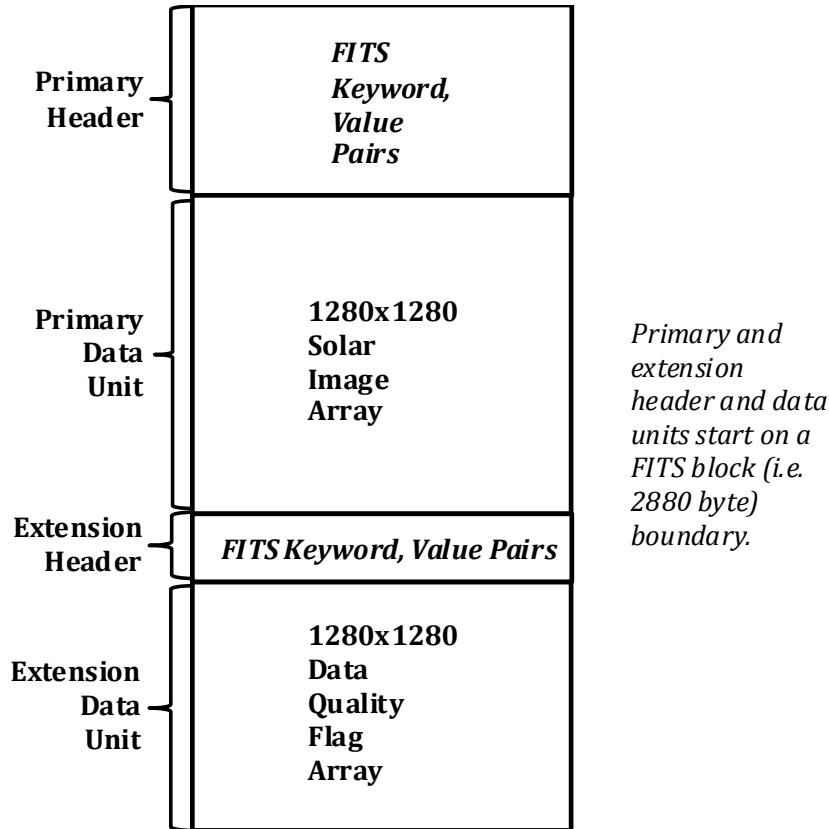 Primary
Header
FITS
Keyword,
Value
Pairs
Primary
Data
Unit
1280x1280
Solar
Image
Array
Primary and
extension
header and data
units start on a
FITS block (i.e.
2880 byte)
boundary.
Extension
Header
FITS Keyword, Value Pairs
Extension
Data
Unit
1280x1280
Data
Quality
Flag
Array